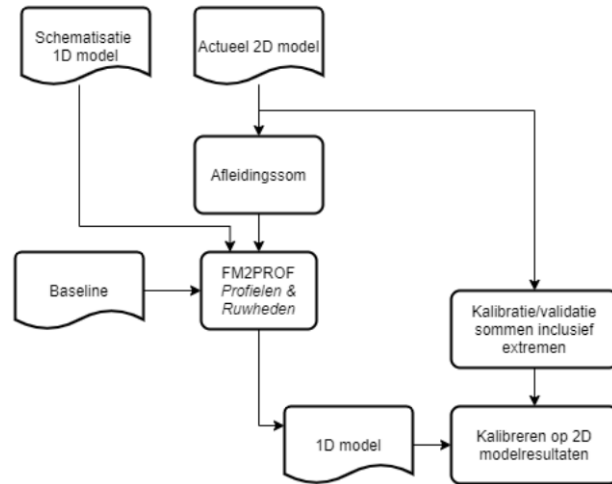 Schematisatie
1D model
Actueel 2D model
Afleidingssom
Baseline
FM2PROF
Profielen &
Ruwheden
Kalibratie/validatie
sommen inclusief
extremen
1D model
Kalibreren op 2D
modelresultaten